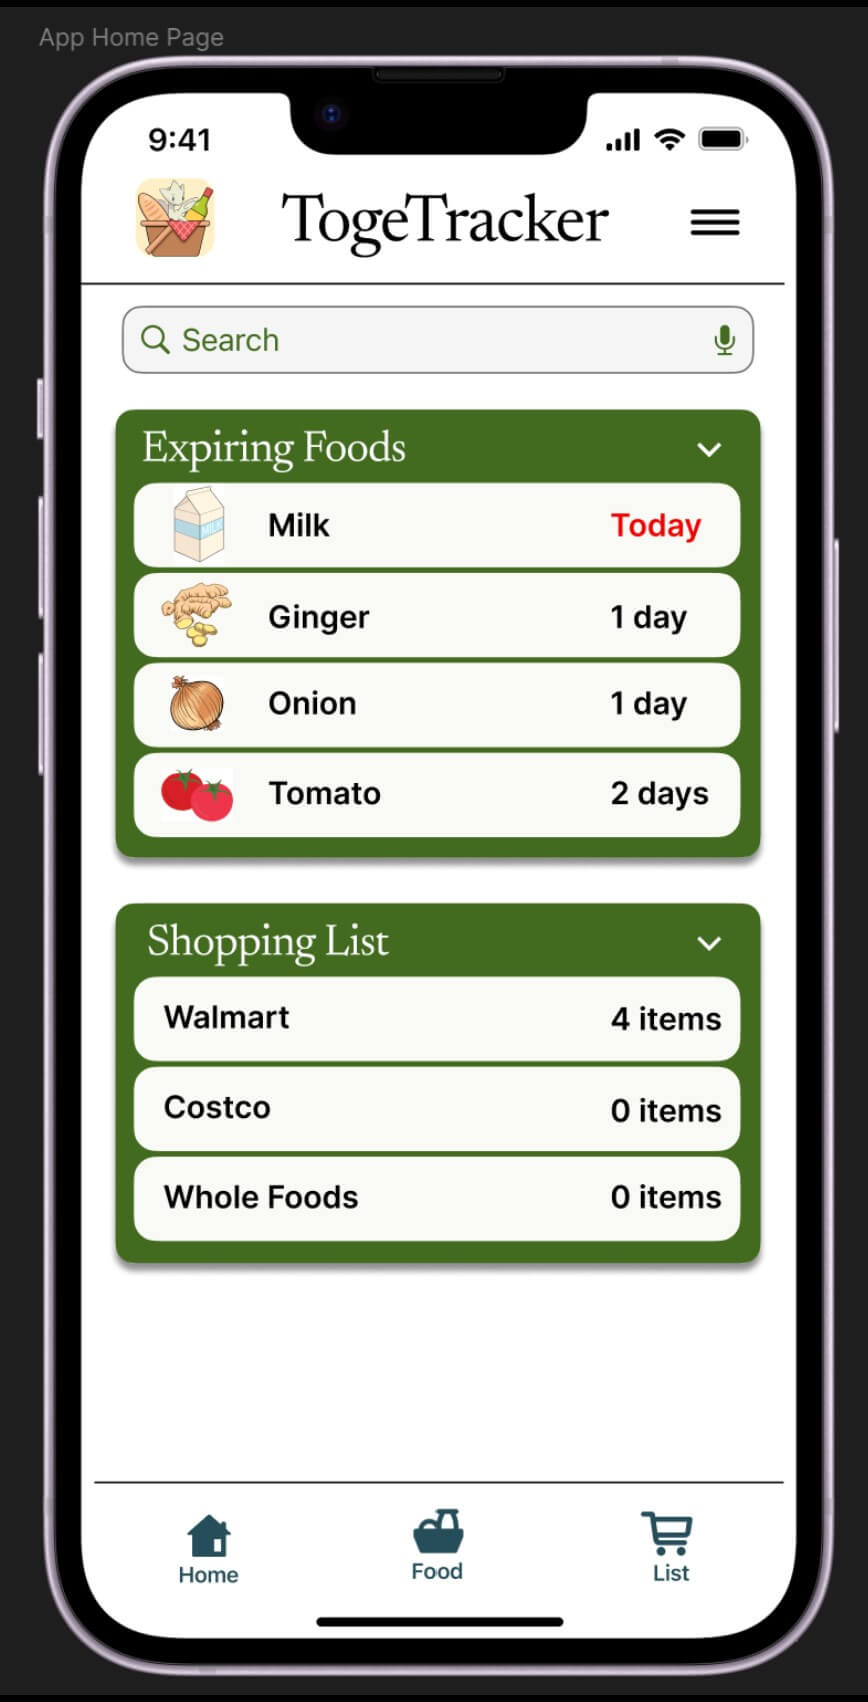 App Home Page
9:41
TogeTracker
Search
Expiring Foods
MILK
Milk Today
Ginger 1 day
Onion 1 day
Tomato 2 days
Shopping List
Walmart 4 items
Costco 0 items
Whole Foods 0 items
Home Food List